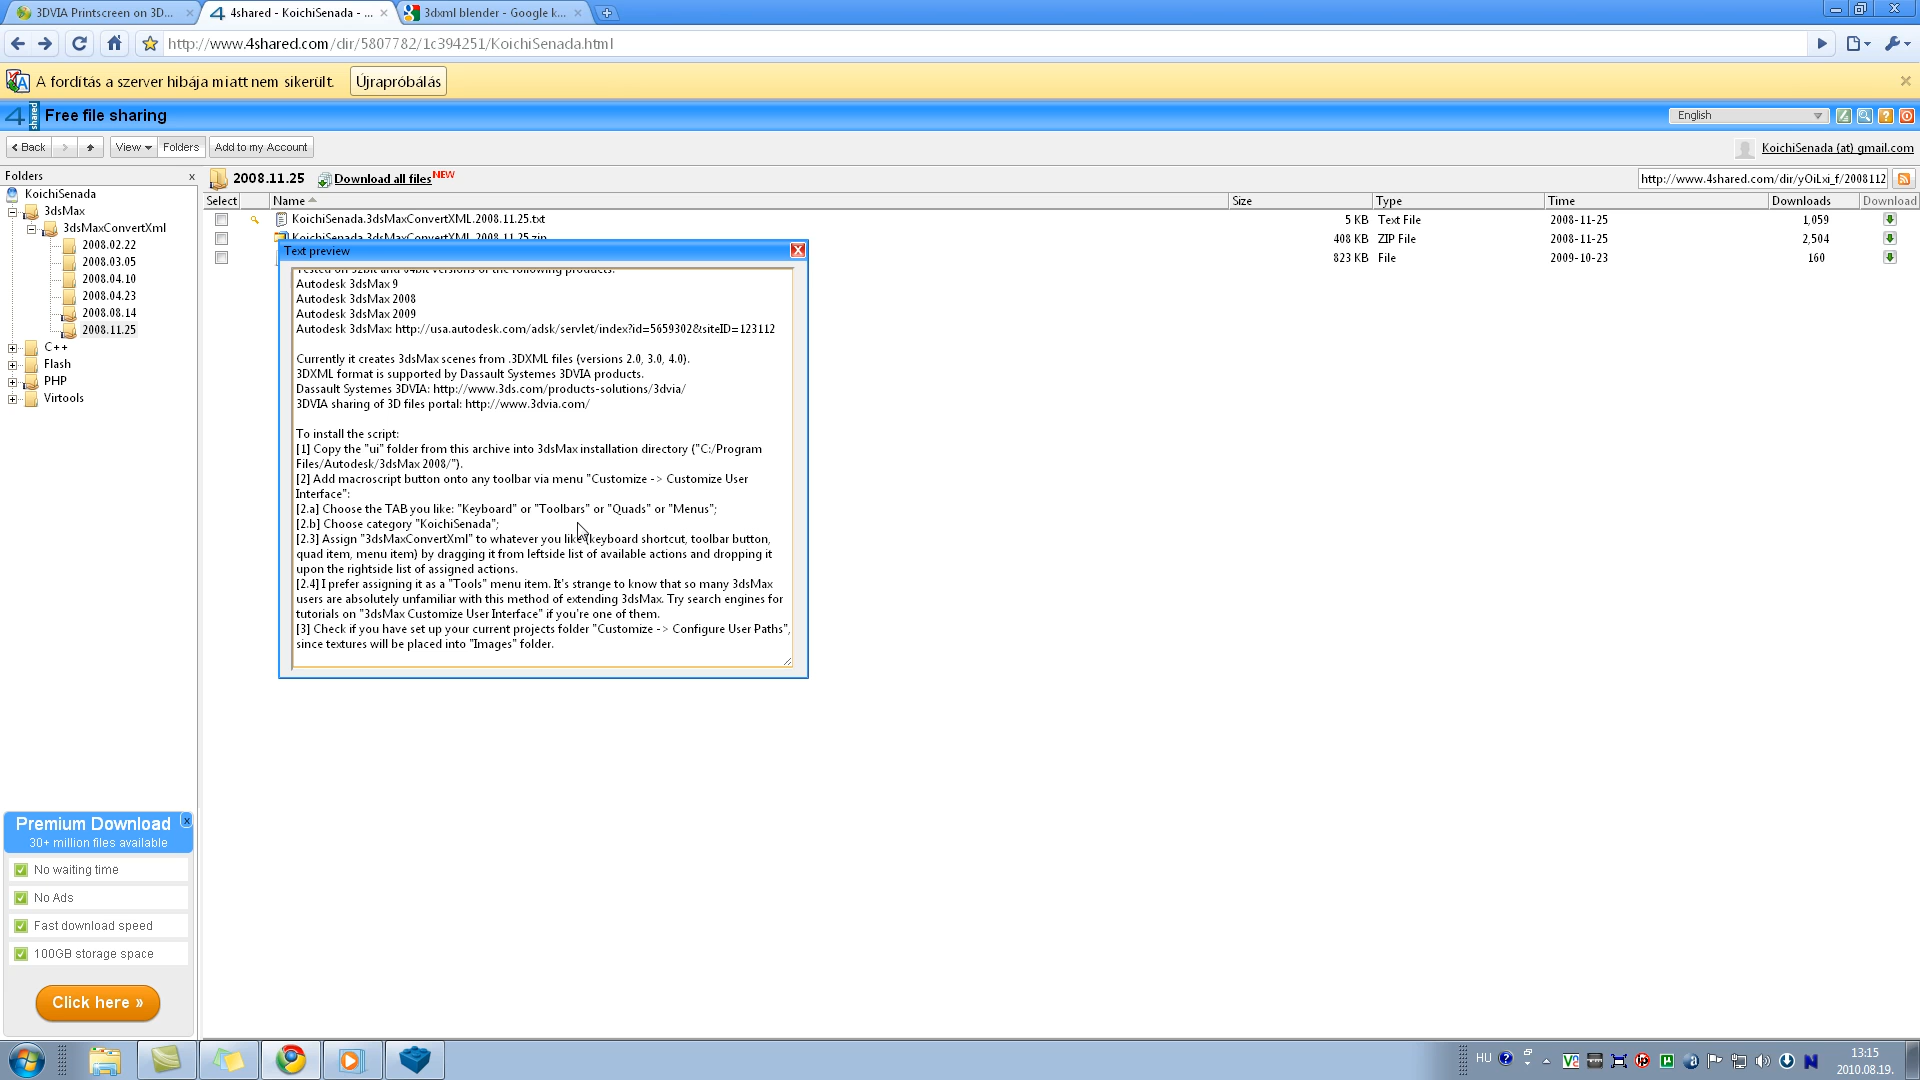 3DVIA Printscreen on 3D...
4shared - KoichiSenada - ...
3dxml blender - Google k...
http://www.4shared.com/dir/5807782/1c394251/KoichiSenada.html
A fordítás a szerver hibája miatt nem sikerült.
Újrapróbálás
4 shared
Free file sharing
English
Back
View
Folders
Add to my Account
KoichiSenada (at) gmail.com
Folders x
2008.11.25
Download all files NEW
http://www.4shared.com/dir/yOiLxi_f/2008112
KoichiSenada
3dsMax
3dsMaxConvertXml
2008.02.22
2008.03.05
2008.04.10
2008.04.23
2008.08.14
2008.11.25
C++
Flash
PHP
Virtools
Select Name Size Type Time Downloads Download
KoichiSenada.3dsMaxConvertXML.2008.11.25.txt 5 KB Text File 2008-11-25 1,059
KoichiSenada.3dsMaxConvertXML.2008.11.25.zip 408 KB ZIP File 2008-11-25 2,504
823 KB File 2009-10-23 160
Text preview
Tested on 32bit and 64bit versions of the following products:
Autodesk 3dsMax 9
Autodesk 3dsMax 2008
Autodesk 3dsMax 2009
Autodesk 3dsMax: http://usa.autodesk.com/adsk/servlet/index?id=5659302&siteID=123112
Currently it creates 3dsMax scenes from .3DXML files (versions 2.0, 3.0, 4.0).
3DXML format is supported by Dassault Systemes 3DVIA products.
Dassault Systemes 3DVIA: http://www.3ds.com/products-solutions/3dvia/
3DVIA sharing of 3D files portal: http://www.3dvia.com/
To install the script:
[1] Copy the "ui" folder from this archive into 3dsMax installation directory ("C:/Program
Files/Autodesk/3dsMax 2008/").
[2] Add macroscript button onto any toolbar via menu "Customize -> Customize User
Interface":
[2.a] Choose the TAB you like: "Keyboard" or "Toolbars" or "Quads" or "Menus";
[2.b] Choose category "KoichiSenada";
[2.3] Assign "3dsMaxConvertXml" to whatever you like (keyboard shortcut, toolbar button,
quad item, menu item) by dragging it from leftside list of available actions and dropping it
upon the rightside list of assigned actions.
[2.4] I prefer assigning it as a "Tools" menu item. It's strange to know that so many 3dsMax
users are absolutely unfamiliar with this method of extending 3dsMax. Try search engines for
tutorials on "3dsMax Customize User Interface" if you're one of them.
[3] Check if you have set up your current projects folder "Customize -> Configure User Paths",
since textures will be placed into "Images" folder.
Premium Download
30+ million files available
No waiting time
No Ads
Fast download speed
100GB storage space
Click here »
HU
13:15
2010.08.19.